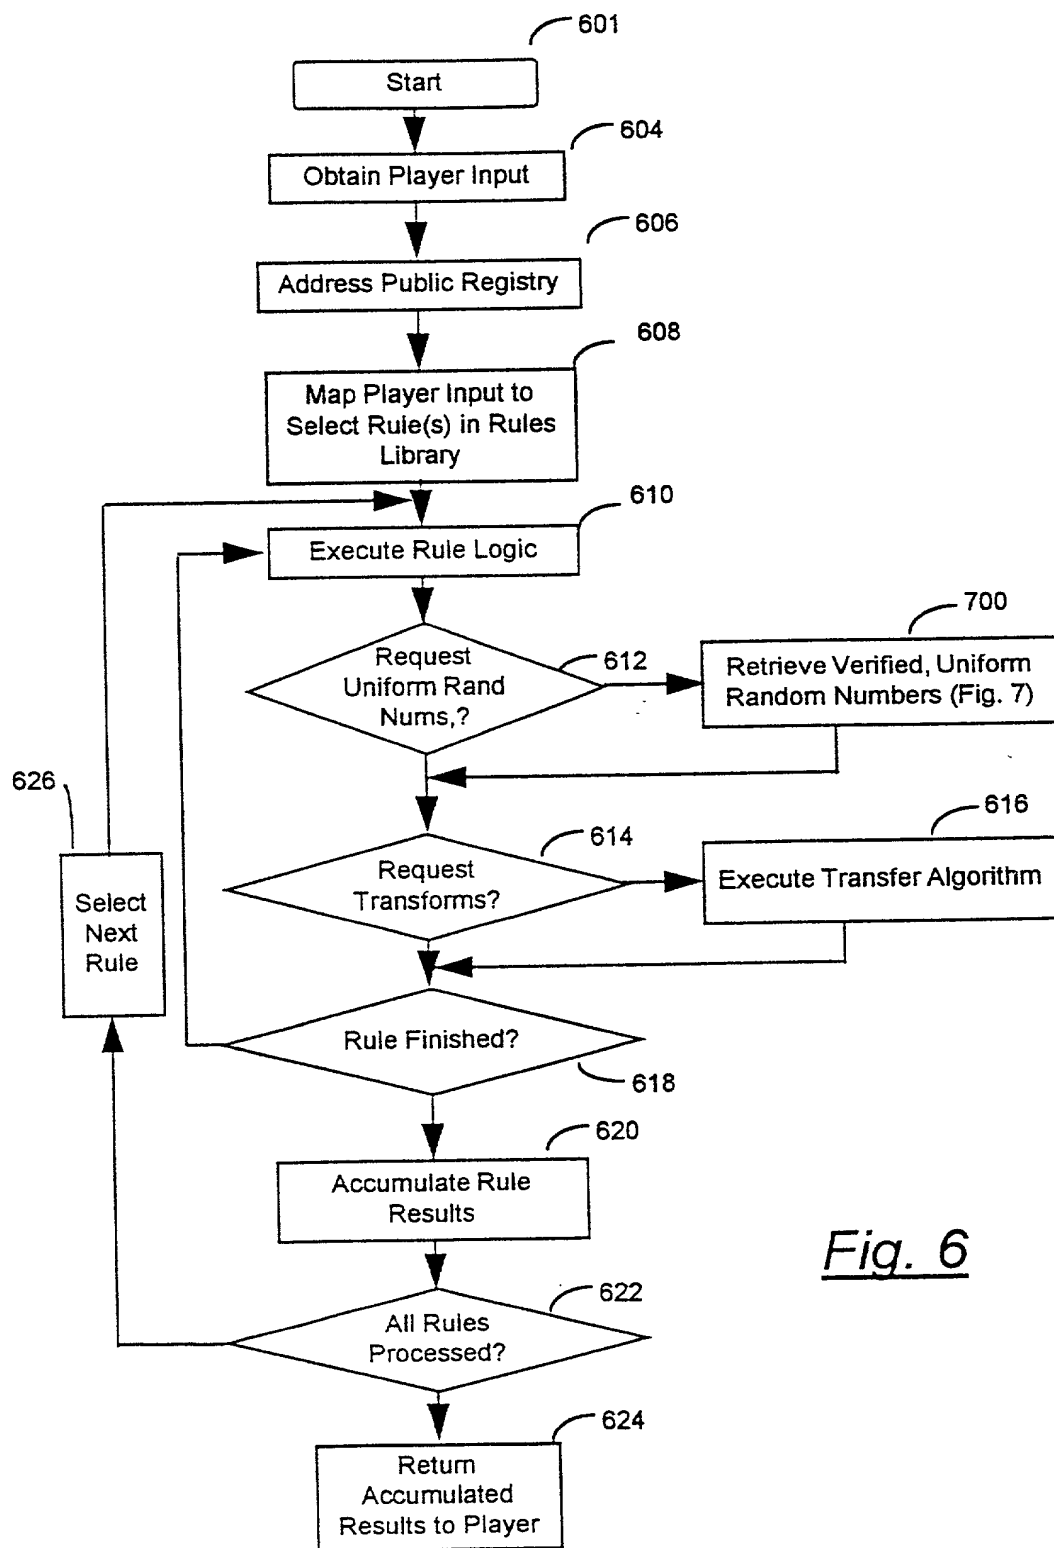 601
Start
604
Obtain Player Input
606
Address Public Registry
608
Map Player Input to
Select Rule(s) in Rules
Library
610
Execute Rule Logic
700
Request
Uniform Rand
Nums,?
612
Retrieve Verified, Uniform
Random Numbers (Fig. 7)
626
614
616
Request
Transforms?
Execute Transfer Algorithm
Select
Next
Rule
Rule Finished?
618
620
Accumulate Rule
Results
Fig. 6
622
All Rules
Processed?
624
Return
Accumulated
Results to Player